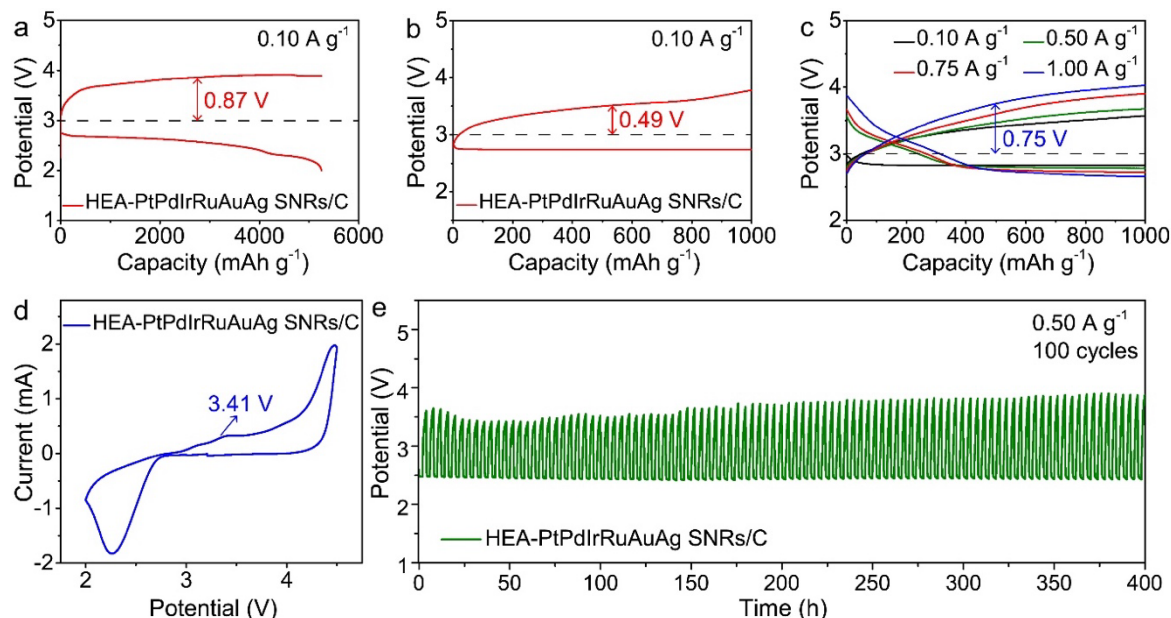 a
0.10 A g⁻¹
0.87 V
HEA-PtPdIrRuAuAg SNRs/C
5
4
3
2
1
Potential (V)
0 2000 4000 6000
Capacity (mAh g⁻¹)
b
0.10 A g⁻¹
0.49 V
HEA-PtPdIrRuAuAg SNRs/C
5
4
3
2
Potential (V)
0 200 400 600 800 1000
Capacity (mAh g⁻¹)
c
0.10 A g⁻¹ 0.50 A g⁻¹
0.75 A g⁻¹ 1.00 A g⁻¹
0.75 V
5
4
3
2
Potential (V)
0 200 400 600 800 1000
Capacity (mAh g⁻¹)
d
HEA-PtPdIrRuAuAg SNRs/C
3.41 V
2
1
0
-1
-2
Current (mA)
2 3 4
Potential (V)
e
0.50 A g⁻¹
100 cycles
HEA-PtPdIrRuAuAg SNRs/C
5
4
3
2
1
Potential (V)
0 50 100 150 200 250 300 350 400
Time (h)